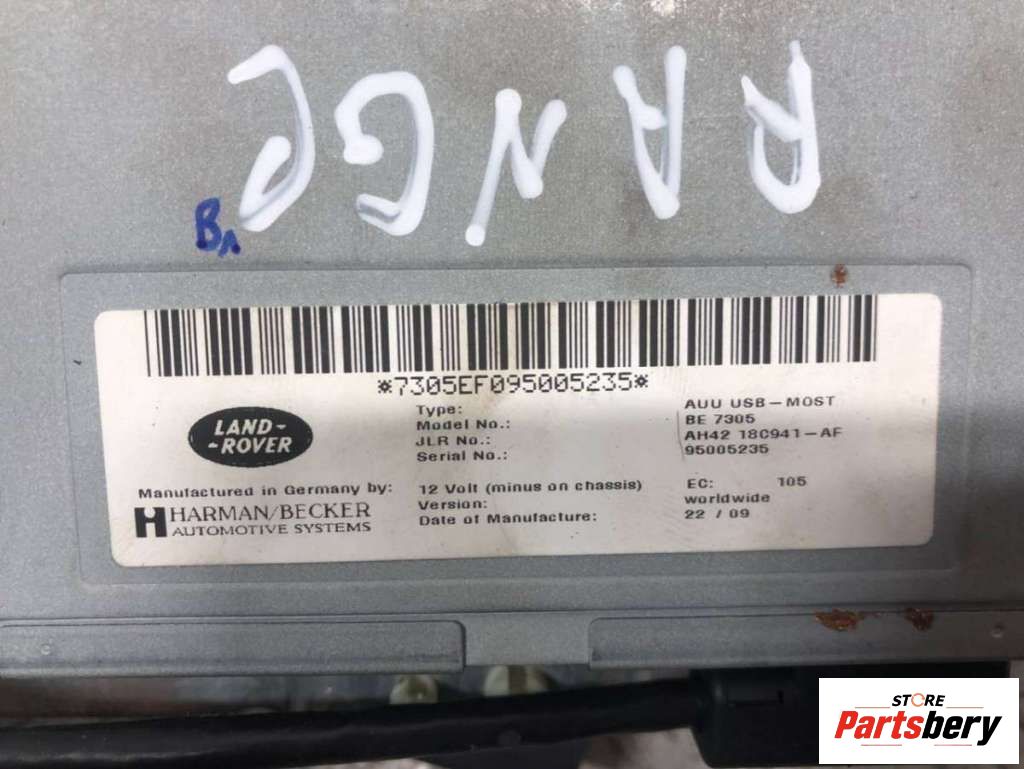 RANGE
Вл
*7305EF095005235*
LAND-
-ROVER
Manufactured in Germany by:
HARMAN/BECKER
AUTOMOTIVE SYSTEMS
Type: AUU USB-MOST
Model No.: BE 7305
JLR No.: AH42 18C941-AF
Serial No.: 95005235
12 Volt (minus on chassis) EC: 105
Version: worldwide
Date of Manufacture: 22 / 09
STORE
Partsbery